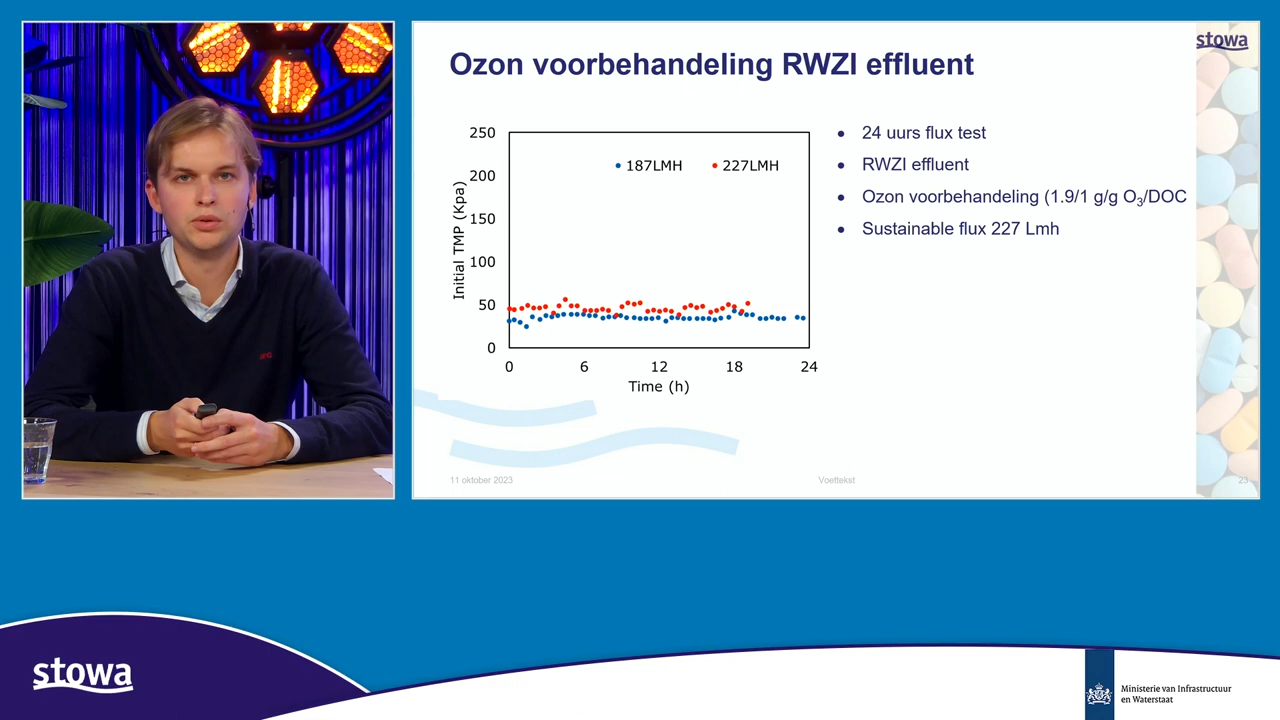 stowa
Ozon voorbehandeling RWZI effluent
250
200
150
100
50
0
Initial TMP (Kpa)
187LMH
227LMH
0
6
12
18
24
Time (h)
24 uurs flux test
RWZI effluent
Ozon voorbehandeling (1.9/1 g/g O₃/DOC
Sustainable flux 227 Lmh
11 oktober 2023
Voettekst
23
stowa
Ministerie van Infrastructuur
en Waterstaat